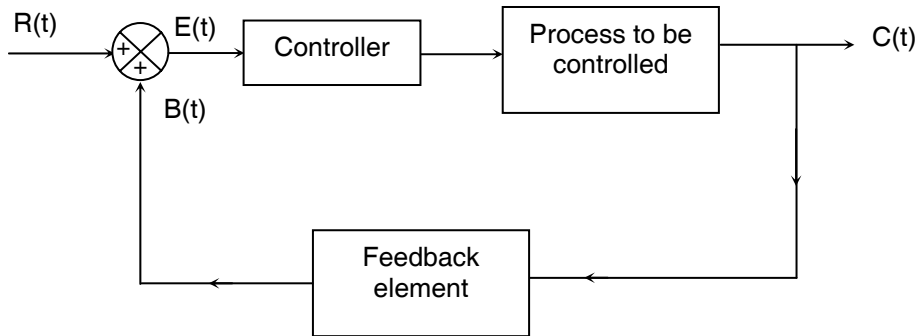 R(t)
+
+
E(t)
B(t)
Controller
Process to be
controlled
C(t)
Feedback
element